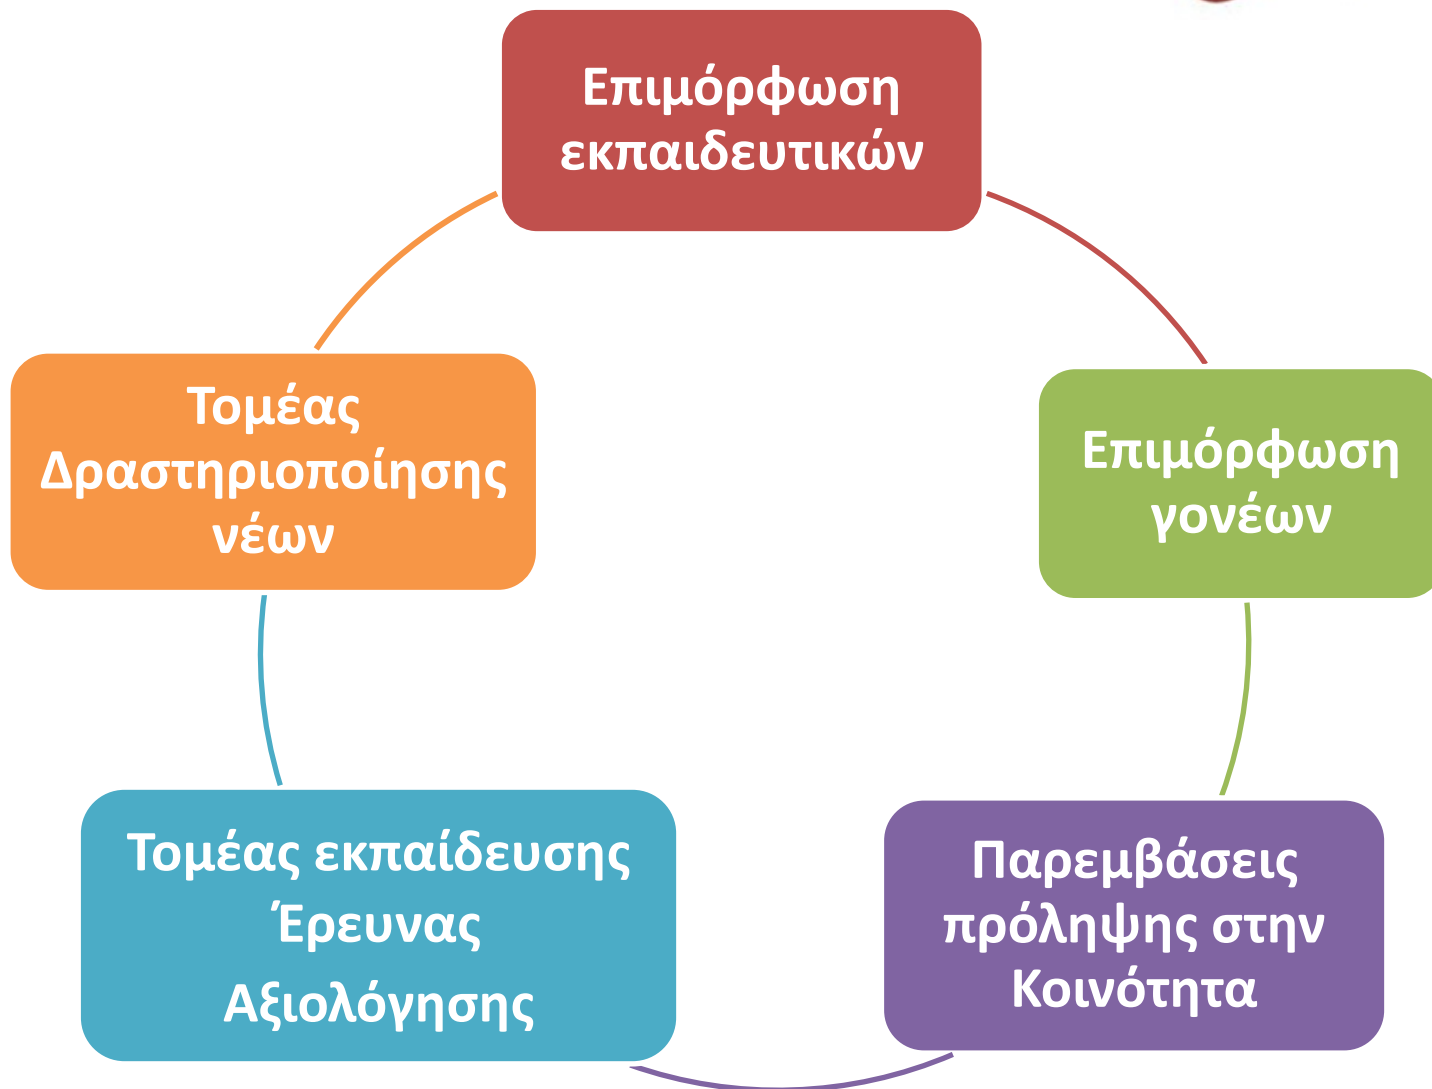 Επιμόρφωση
εκπαιδευτικών
Τομέας
Δραστηριοποίησης
νέων
Επιμόρφωση
γονέων
Τομέας εκπαίδευσης
Έρευνας
Αξιολόγησης
Παρεμβάσεις
πρόληψης στην
Κοινότητα